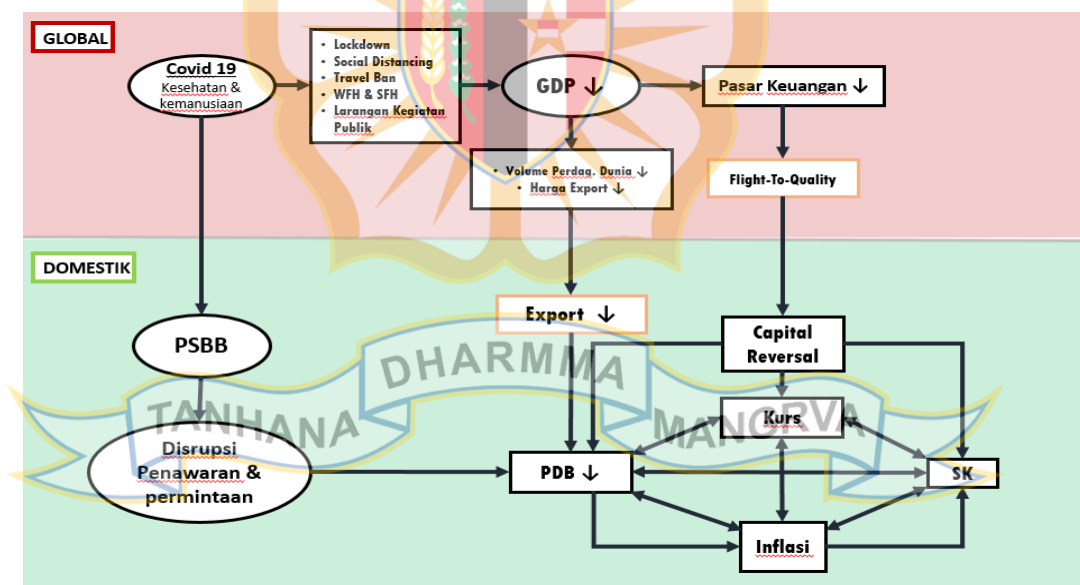 GLOBAL
Covid 19
Kesehatan &
kemanusiaan
• Lockdown
• Social Distancing
• Travel Ban
• WFH & SFH
• Larangan Kegiatan
Publik
GDP ↓
Pasar Keuangan ↓
• Volume Perdag. Dunia ↓
• Harga Export ↓
Flight-To-Quality
DOMESTIK
Export ↓
PSBB
Capital
Reversal
TANHANA DHARMMA MANGRVA
Kurs
Disrupsi
Penawaran &
permintaan
PDB ↓
SK
Inflasi